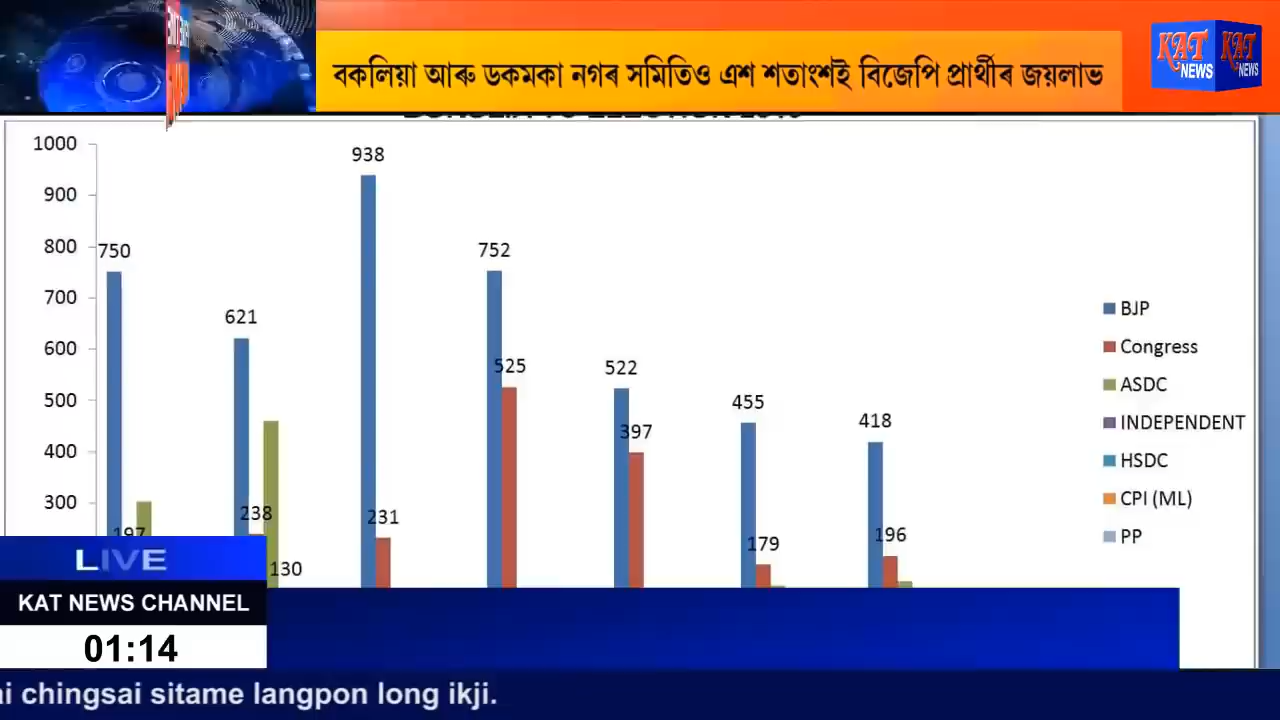 বকলিয়া আৰু ডকমকা নগৰ সমিতিও এশ শতাংশই বিজেপি প্ৰাৰ্থীৰ জয়লাভ
KAT NEWS
KAT NEWS
1000
900
800
700
600
500
400
300
750
197
621
238
130
938
231
752
525
522
397
455
179
418
196
BJP
Congress
ASDC
INDEPENDENT
HSDC
CPI (ML)
PP
LIVE
KAT NEWS CHANNEL
01:14
chingsai sitame langpon long ikji.